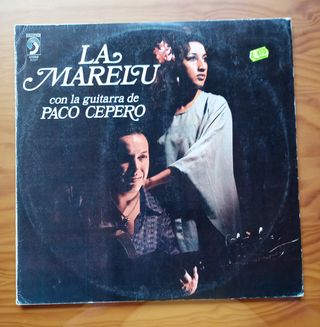 LA
MARELU
con la guitarra de
PACO CEPERO